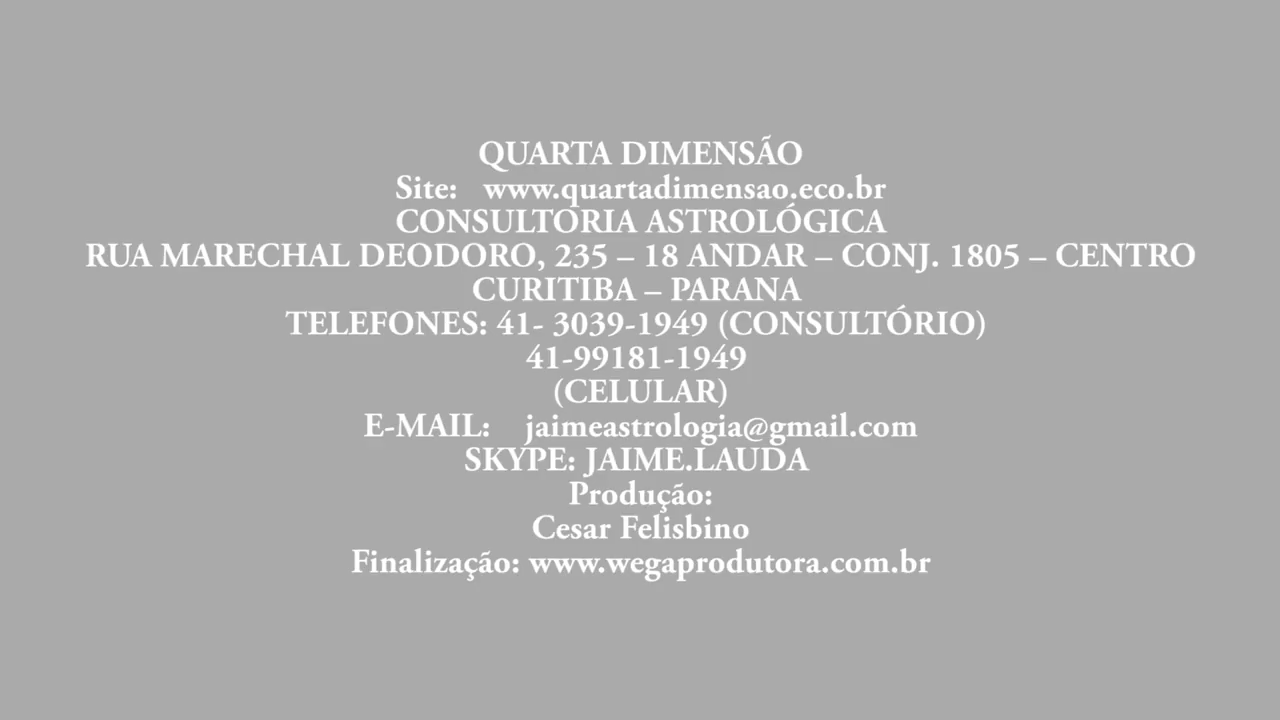 QUARTA DIMENSÃO
Site: www.quartadimensao.eco.br
CONSULTORIA ASTROLÓGICA
RUA MARECHAL DEODORO, 235 – 18 ANDAR – CONJ. 1805 – CENTRO
CURITIBA – PARANA
TELEFONES: 41- 3039-1949 (CONSULTÓRIO)
41-99181-1949
(CELULAR)
E-MAIL: jaimeastrologia@gmail.com
SKYPE: JAIME.LAUDA
Produção:
Cesar Felisbino
Finalização: www.wegaprodutora.com.br